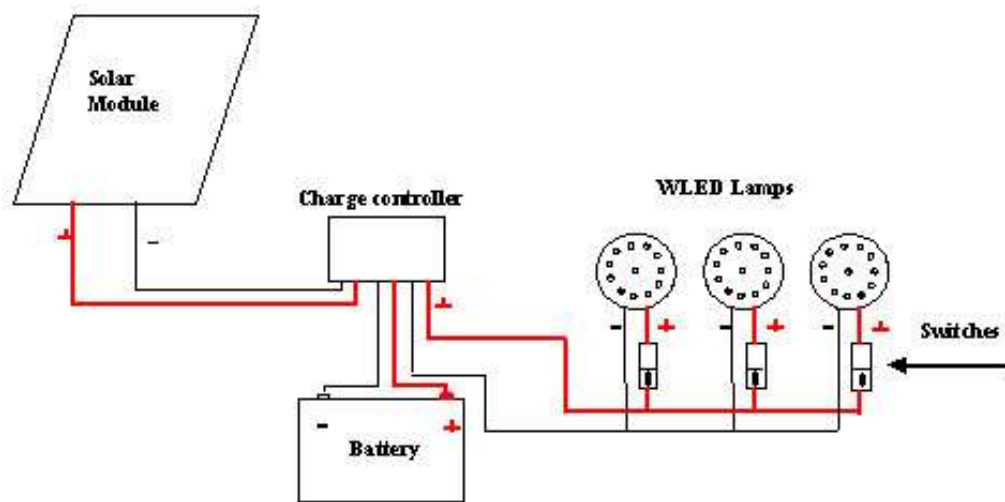 Solar
Module
Charge controller
WLED Lamps
+
-
+
- + - + - +
Switches
- +
Battery